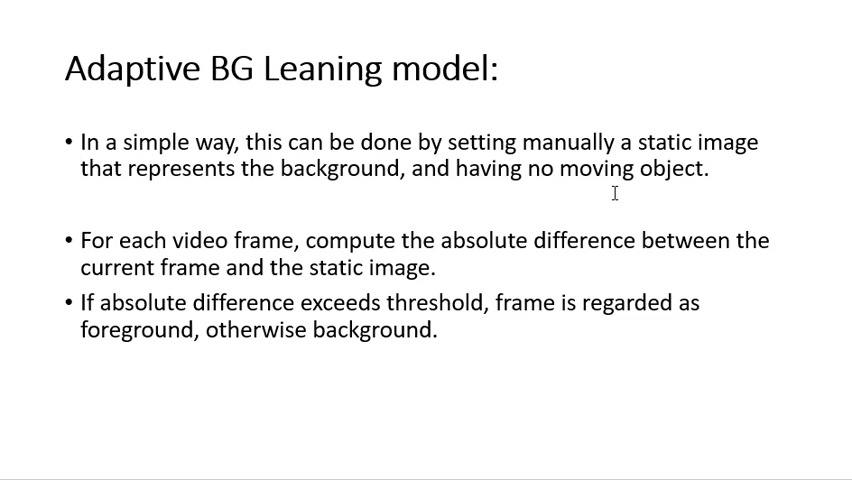 Adaptive BG Leaning model:
• In a simple way, this can be done by setting manually a static image
that represents the background, and having no moving object.
• For each video frame, compute the absolute difference between the
current frame and the static image.
• If absolute difference exceeds threshold, frame is regarded as
foreground, otherwise background.